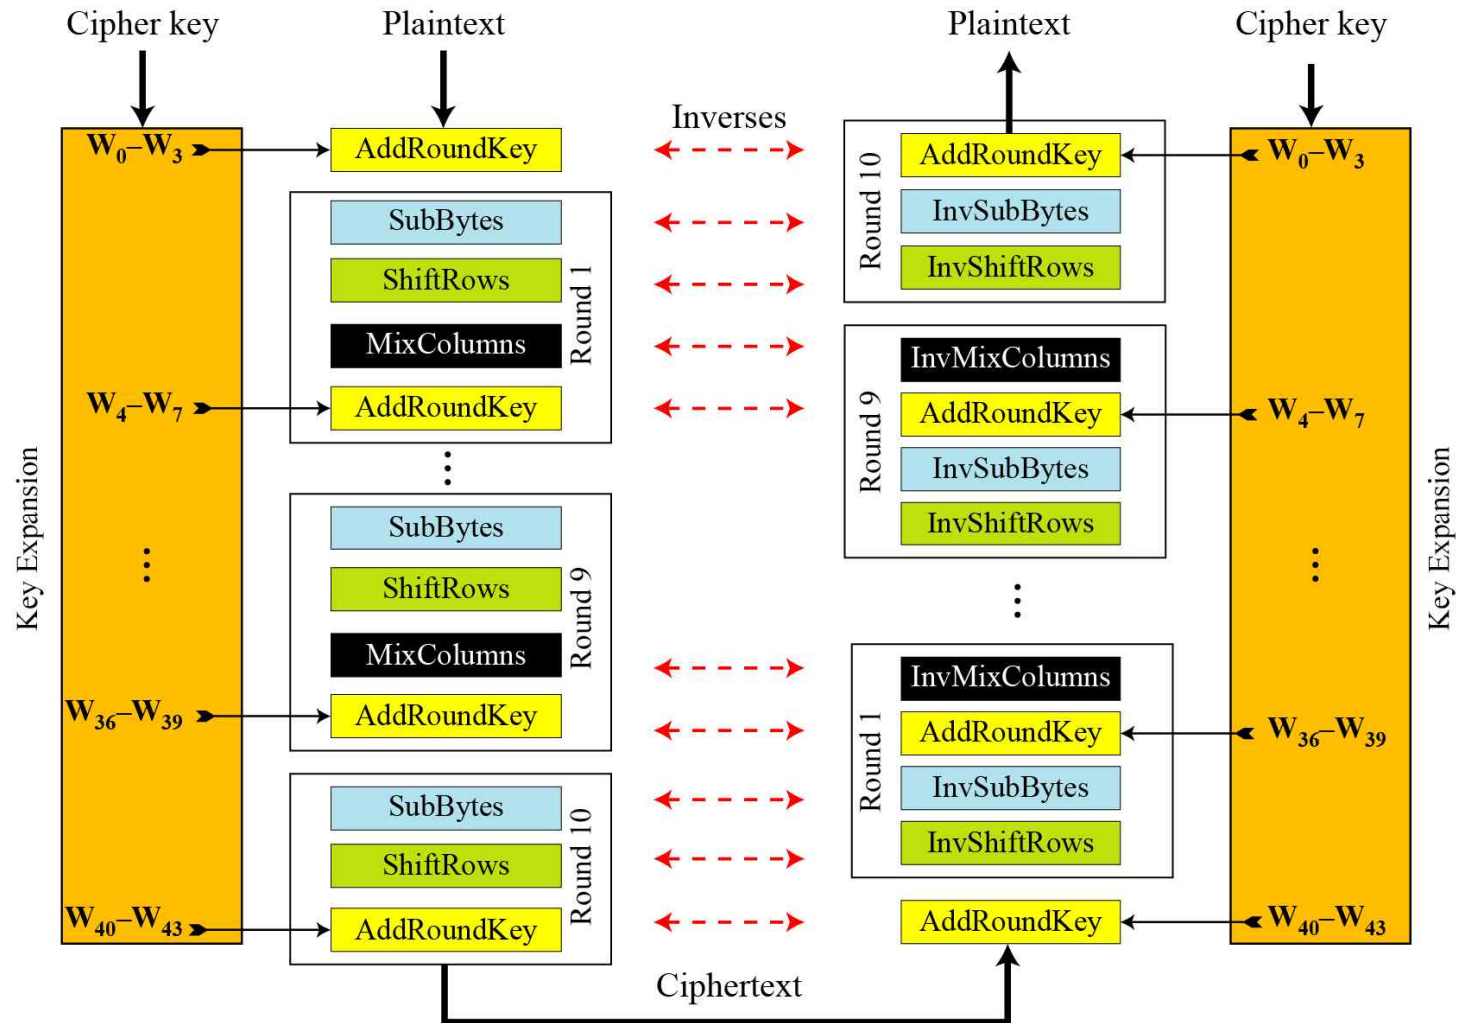 Cipher key
Plaintext
Plaintext
Cipher key
Inverses
Key Expansion
W0–W3
W4–W7
⋮
W36–W39
W40–W43
AddRoundKey
Round 1
SubBytes
ShiftRows
MixColumns
AddRoundKey
⋮
Round 9
SubBytes
ShiftRows
MixColumns
AddRoundKey
Round 10
SubBytes
ShiftRows
AddRoundKey
Ciphertext
Round 10
AddRoundKey
InvSubBytes
InvShiftRows
Round 9
InvMixColumns
AddRoundKey
InvSubBytes
InvShiftRows
⋮
Round 1
InvMixColumns
AddRoundKey
InvSubBytes
InvShiftRows
AddRoundKey
W0–W3
W4–W7
⋮
W36–W39
W40–W43
Key Expansion